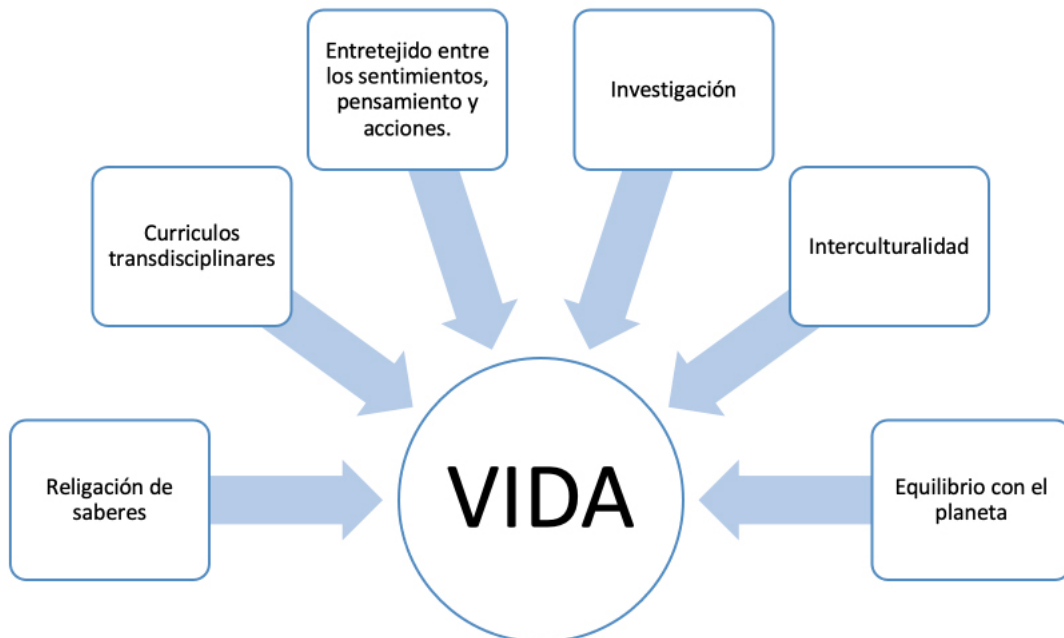 Entretejido entre
los sentimientos,
pensamiento y
acciones.
Investigación
Curriculos
transdisciplinares
Interculturalidad
Religación de
saberes
VIDA
Equilibrio con el
planeta